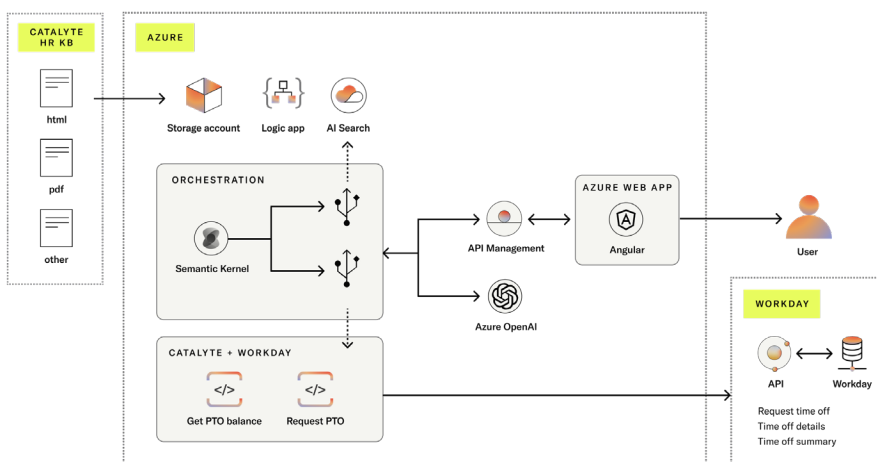 CATALYTE
HR KB
html
pdf
other
AZURE
Storage account
Logic app
AI Search
ORCHESTRATION
Semantic Kernel
API Management
Azure OpenAI
AZURE WEB APP
Angular
User
CATALYTE + WORKDAY
Get PTO balance
Request PTO
WORKDAY
API
Workday
Request time off
Time off details
Time off summary